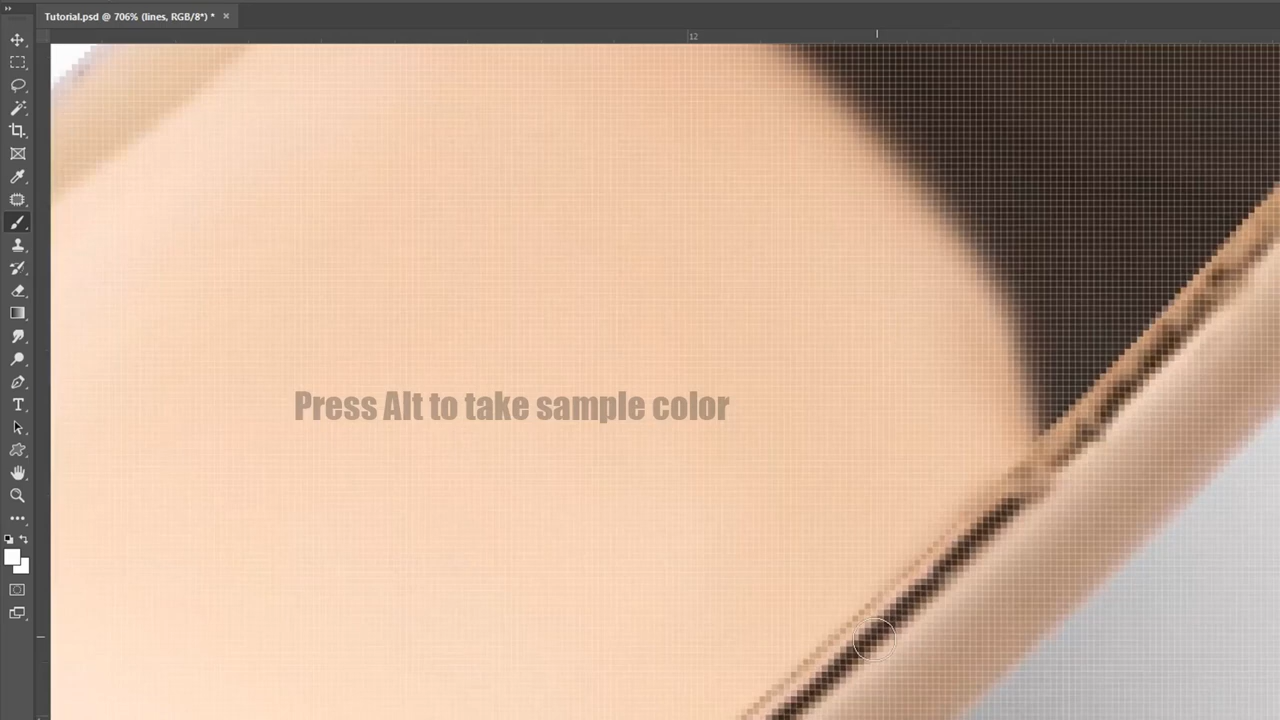 Tutorial.psd @ 706% (lines, RGB/8*) *
12
Press Alt to take sample color